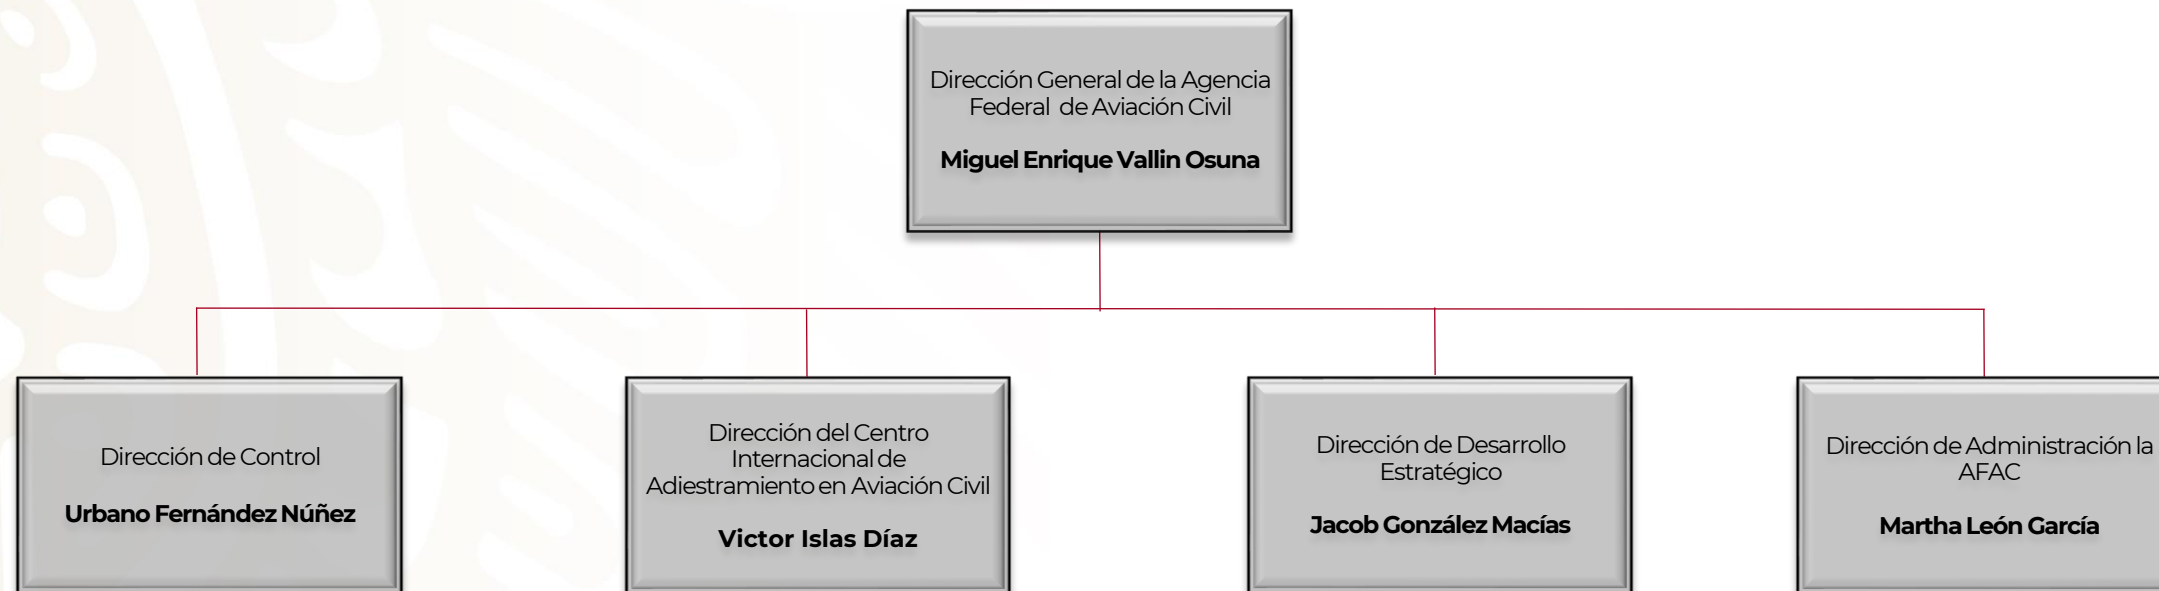 Dirección General de la Agencia
Federal de Aviación Civil
Miguel Enrique Vallin Osuna
Dirección de Control
Urbano Fernández Núñez
Dirección del Centro
Internacional de
Adiestramiento en Aviación Civil
Victor Islas Díaz
Dirección de Desarrollo
Estratégico
Jacob González Macías
Dirección de Administración la
AFAC
Martha León García